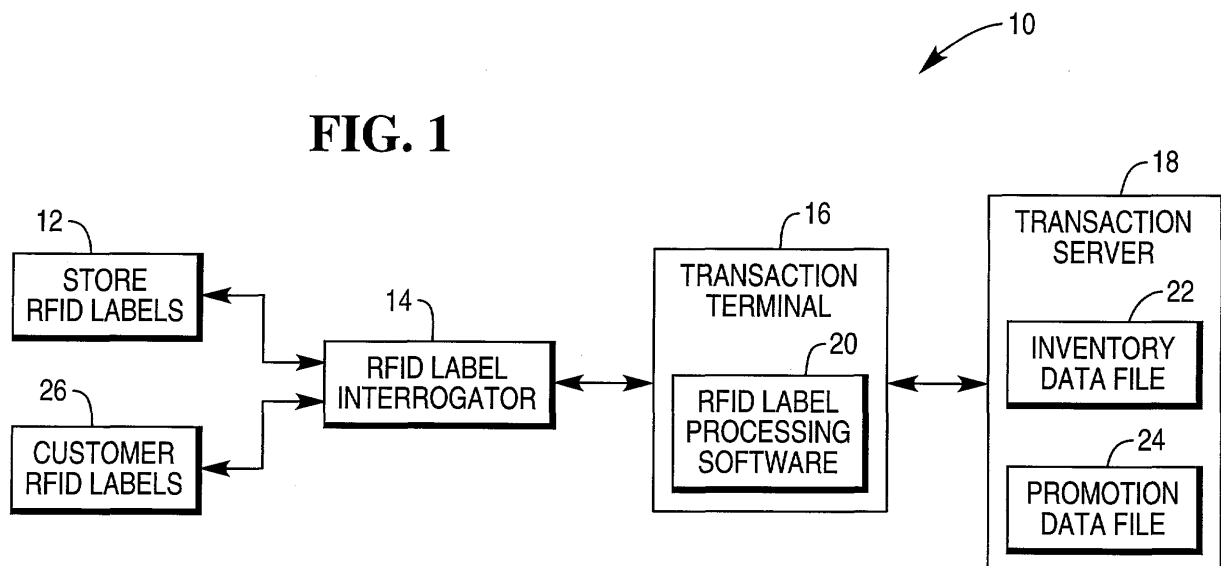 10
FIG. 1
18
TRANSACTION
SERVER
12
STORE
RFID LABELS
16
TRANSACTION
TERMINAL
14
RFID LABEL
INTERROGATOR
22
INVENTORY
DATA FILE
20
RFID LABEL
PROCESSING
SOFTWARE
26
CUSTOMER
RFID LABELS
24
PROMOTION
DATA FILE